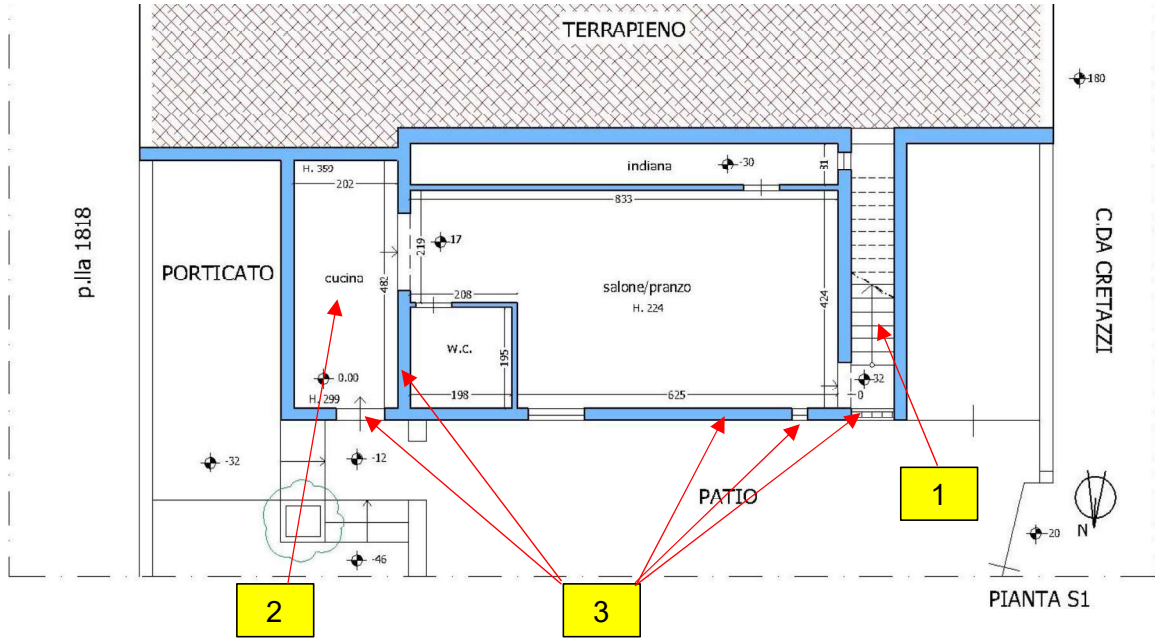 TERRAPIENO
-180
H. 359
202
indiana
-30
31
833
p.lla 1818
PORTICATO
cucina
482
219
17
208
salone/pranzo
H. 224
424
C.DA CRETAZZI
w.c.
195
0.00
H. 299
198
625
0
32
-32
-12
PATIO
1
N
-20
-46
2
3
PIANTA S1